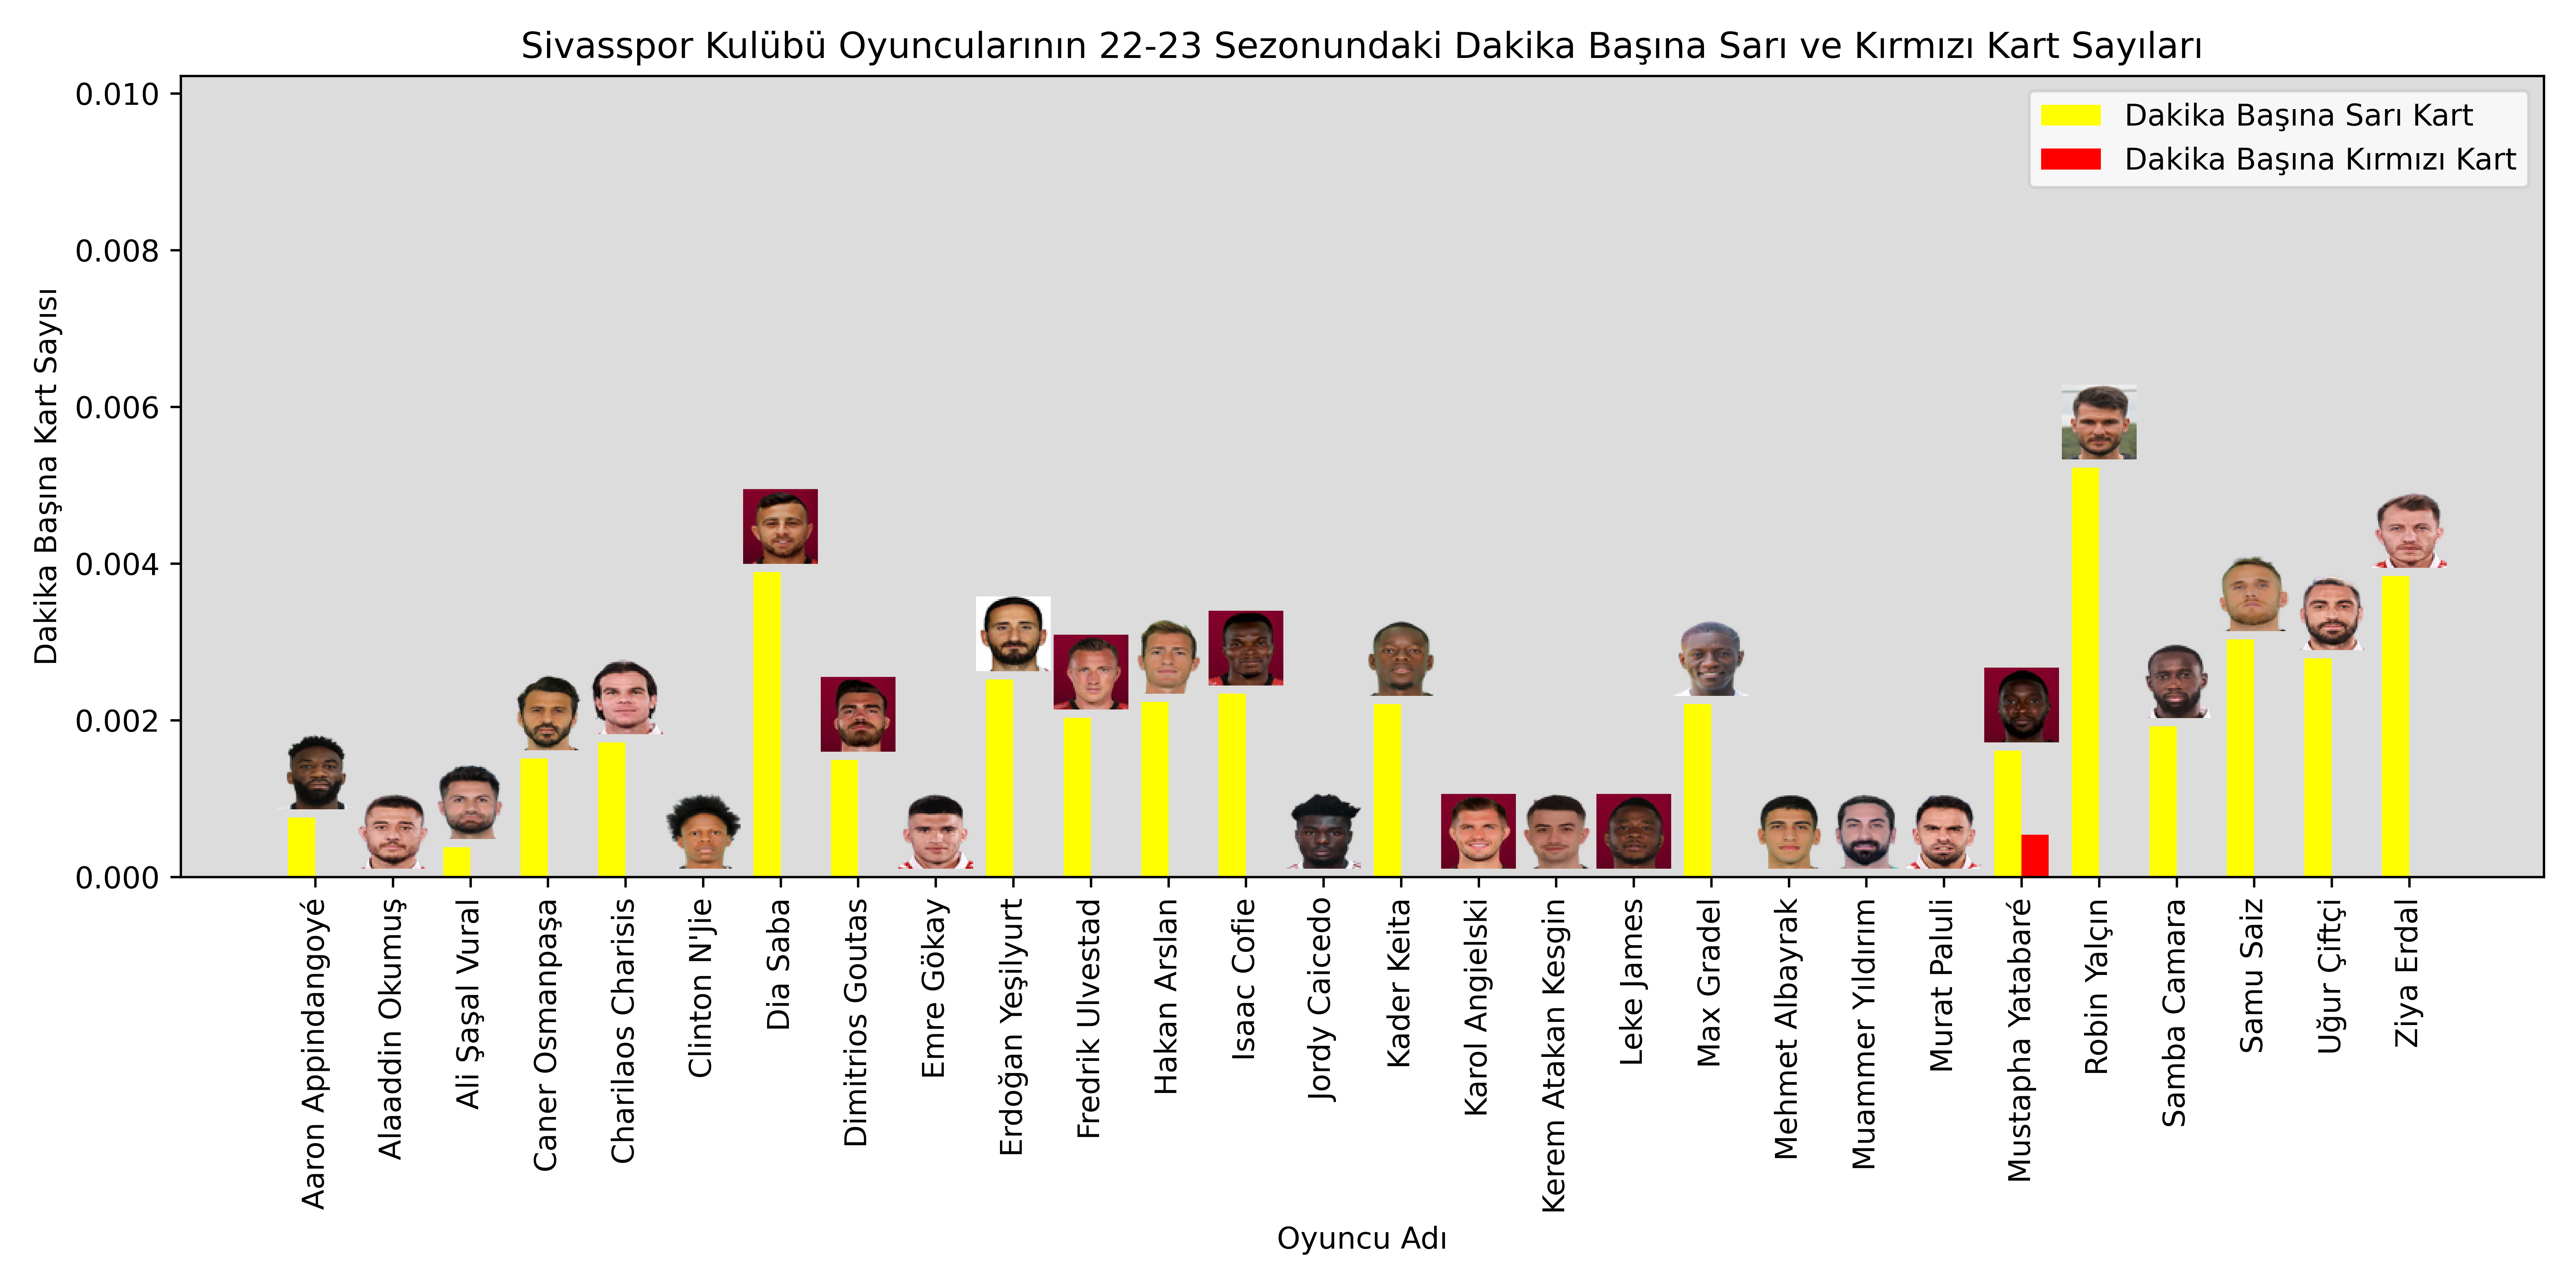 Sivasspor Kulübü Oyuncularının 22-23 Sezonundaki Dakika Başına Sarı ve Kırmızı Kart Sayıları
Dakika Başına Sarı Kart
Dakika Başına Kırmızı Kart
Dakika Başına Kart Sayısı
0.010
0.008
0.006
0.004
0.002
0.000
Aaron Appindangoyé
Alaaddin Okumuş
Ali Şaşal Vural
Caner Osmanpaşa
Charilaos Charisis
Clinton N'Jie
Dia Saba
Dimitrios Goutas
Emre Gökay
Erdoğan Yeşilyurt
Fredrik Ulvestad
Hakan Arslan
Isaac Cofie
Jordy Caicedo
Kader Keita
Karol Angielski
Kerem Atakan Kesgin
Leke James
Max Gradel
Mehmet Albayrak
Muammer Yıldırım
Murat Paluli
Mustapha Yatabaré
Robin Yalçın
Samba Camara
Samu Saiz
Uğur Çiftçi
Ziya Erdal
Oyuncu Adı